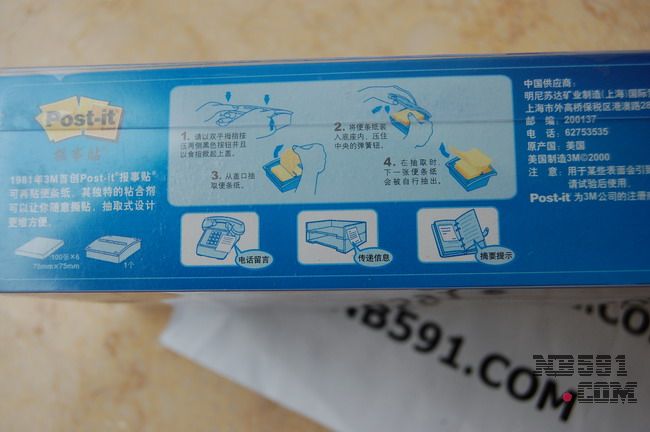 Post-it
报事贴
1981年3M首创Post-it®报事贴®
可再贴便条纸，其独特的粘合剂
可以让你随意撕贴，抽取式设计
更增方便。
100张×6
76mm×76mm
1个
1. 请以双手拇指按
压两侧黑色按钮并且
以食指掀起上盖。
2. 将便条纸装
入底座内，压住
中央的弹簧钮。
3. 从盖口抽
取便条纸。
4. 在抽取时
下一张便条纸
会被自行抽出。
电话留言
传递信息
摘要提示
中国供应商：
明尼苏达矿业制造(上海)国际
上海市外高桥保税区港澳路
邮 编：200137
电 话：62753535
原产国：美国
美国制造3M©2000
注 意：用于某些表面会引
请试验后使用
Post-it 为3M公司的注册
NB591.COM
.CO
NB591
.COM